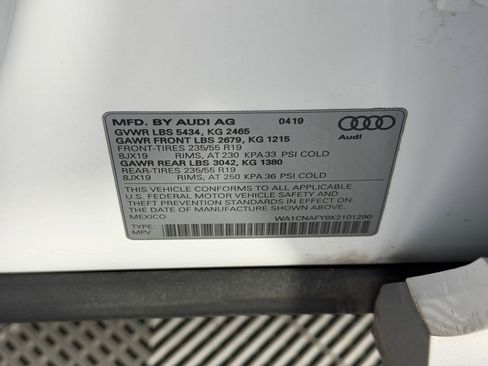 MFD. BY AUDI AG 0419
GVWR LBS 5434, KG 2465
GAWR FRONT LBS 2679, KG 1215
FRONT-TIRES 235/55 R19
8JX19 RIMS, AT 230 KPA 33 PSI COLD
GAWR REAR LBS 3042, KG 1380
REAR-TIRES 235/55 R19
8JX19 RIMS, AT 250 KPA 36 PSI COLD
Audi
THIS VEHICLE CONFORMS TO ALL APPLICABLE
U.S. FEDERAL MOTOR VEHICLE SAFETY AND
THEFT PREVENTION STANDARDS IN EFFECT ON
THE DATE OF MANUFACTURE SHOWN ABOVE.
MEXICO WA1CNAFY8K2101290
TYPE:
MPV